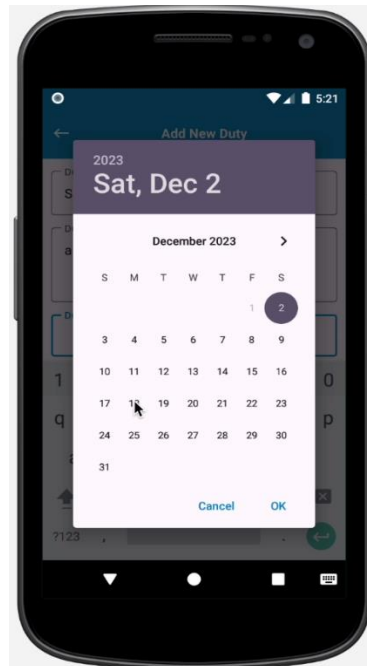 5:21
Add New Duty
2023
Sat, Dec 2
December 2023
S M T W T F S
1 2
3 4 5 6 7 8 9
10 11 12 13 14 15 16
17 18 19 20 21 22 23
24 25 26 27 28 29 30
31
Cancel OK
1 0
q p
a
?123 , .